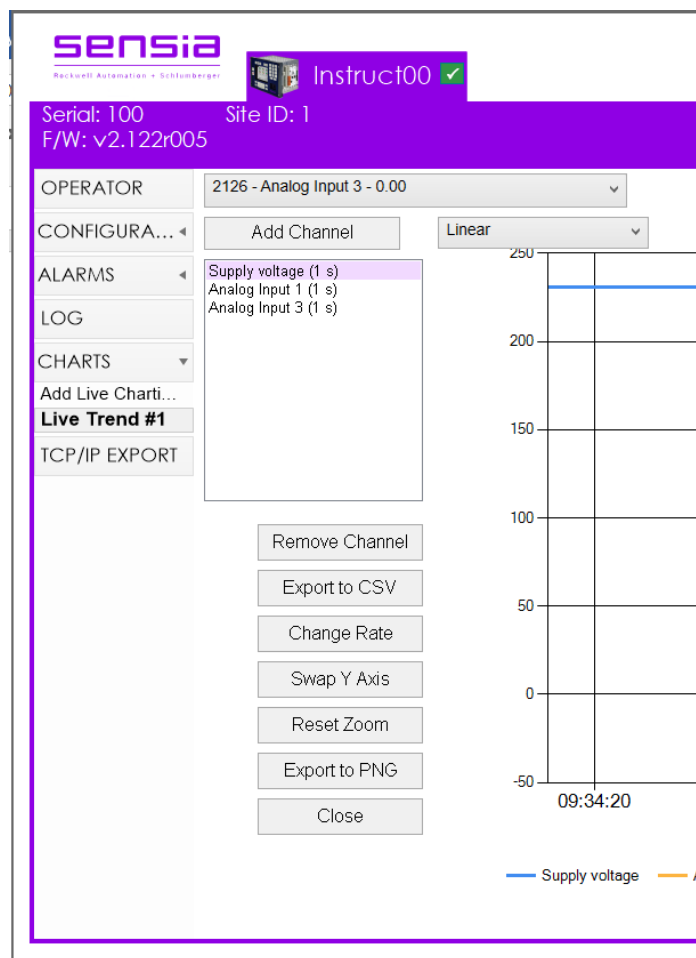 sensia
Rockwell Automation + Schlumberger
Instruct00
Serial: 100 Site ID: 1
F/W: v2.122r005
OPERATOR
2126 - Analog Input 3 - 0.00
CONFIGURA...
Add Channel
Linear
ALARMS
Supply voltage (1 s)
Analog Input 1 (1 s)
Analog Input 3 (1 s)
LOG
CHARTS
Add Live Charti...
Live Trend #1
TCP/IP EXPORT
Remove Channel
Export to CSV
Change Rate
Swap Y Axis
Reset Zoom
Export to PNG
Close
250
200
150
100
50
0
-50
09:34:20
Supply voltage